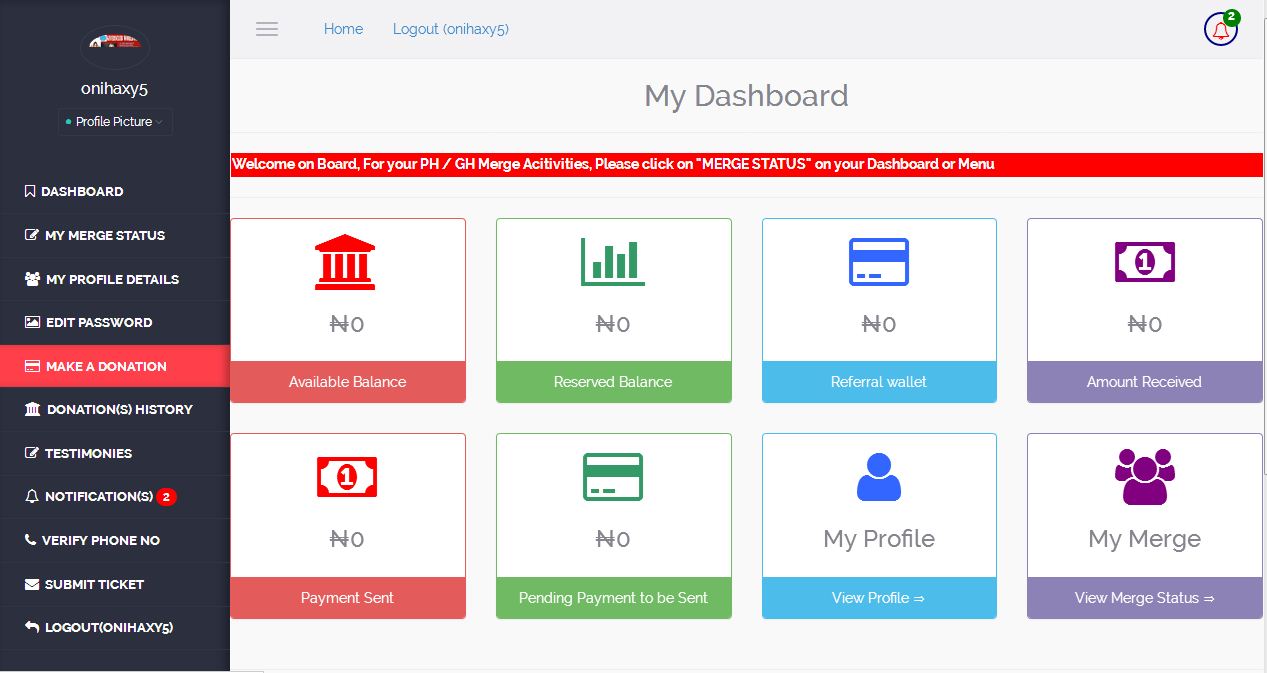 onihaxy5
Profile Picture
DASHBOARD
MY MERGE STATUS
MY PROFILE DETAILS
EDIT PASSWORD
MAKE A DONATION
DONATION(S) HISTORY
TESTIMONIES
NOTIFICATION(S) 2
VERIFY PHONE NO
SUBMIT TICKET
LOGOUT(ONIHAXY5)
Home Logout (onihaxy5) 2
My Dashboard
Welcome on Board, For your PH / GH Merge Acitivities, Please click on "MERGE STATUS" on your Dashboard or Menu
₦0 ₦0 ₦0 1 ₦0
Available Balance Reserved Balance Referral wallet Amount Received
1 ₦0 ₦0 My Profile My Merge
Payment Sent Pending Payment to be Sent View Profile ⇒ View Merge Status ⇒